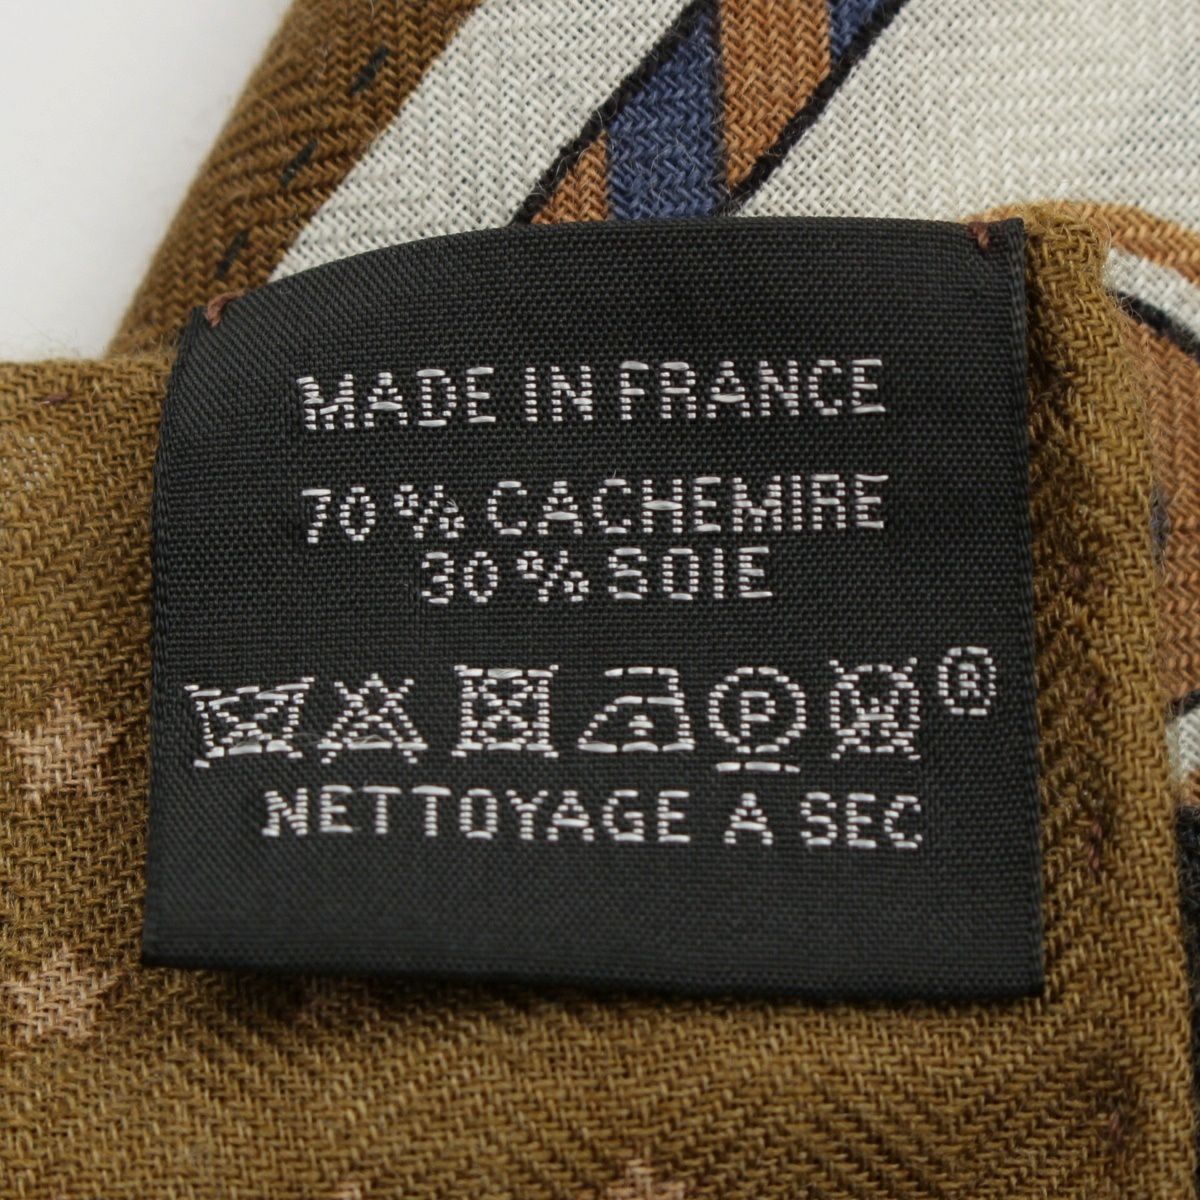 MADE IN FRANCE
70 % CACHEMIRE
30 % SOIE
P ®
NETTOYAGE A SEC